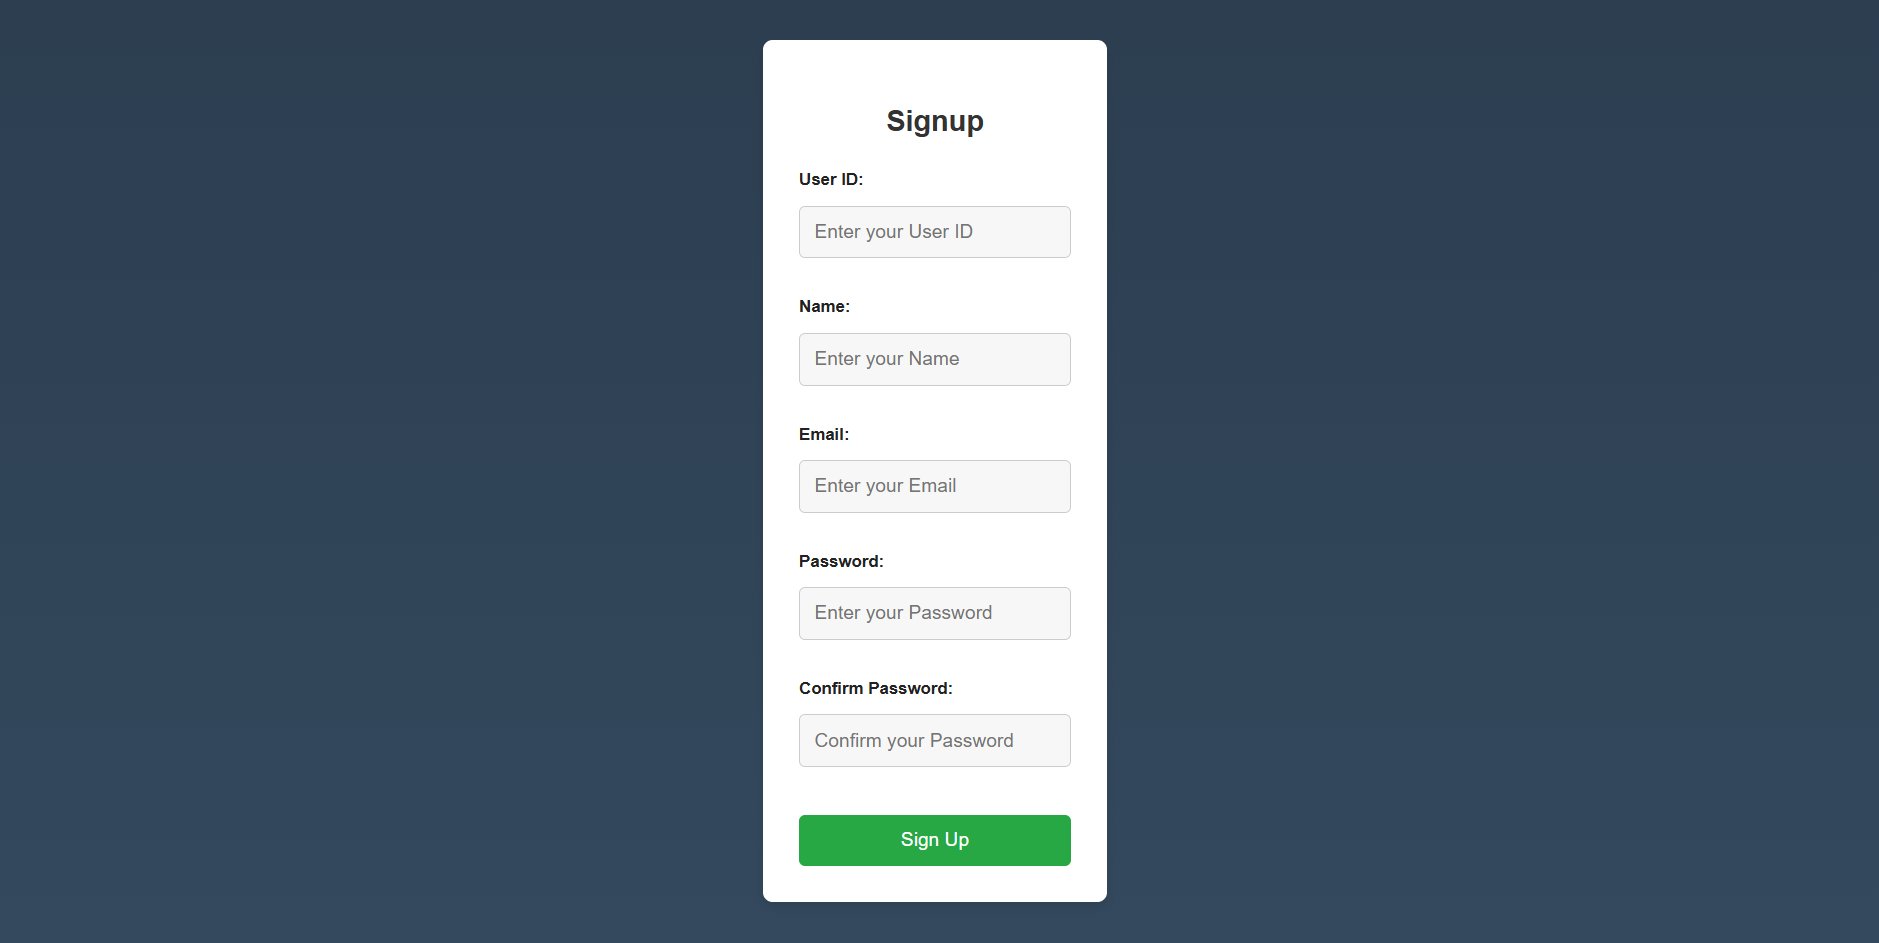 Signup
User ID:
Enter your User ID
Name:
Enter your Name
Email:
Enter your Email
Password:
Enter your Password
Confirm Password:
Confirm your Password
Sign Up